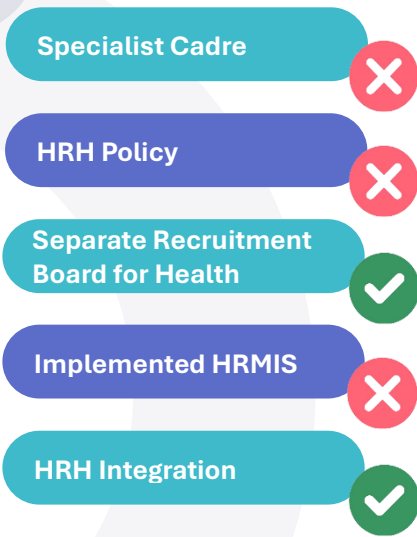 Specialist Cadre
HRH Policy
Separate Recruitment
Board for Health
Implemented HRMIS
HRH Integration